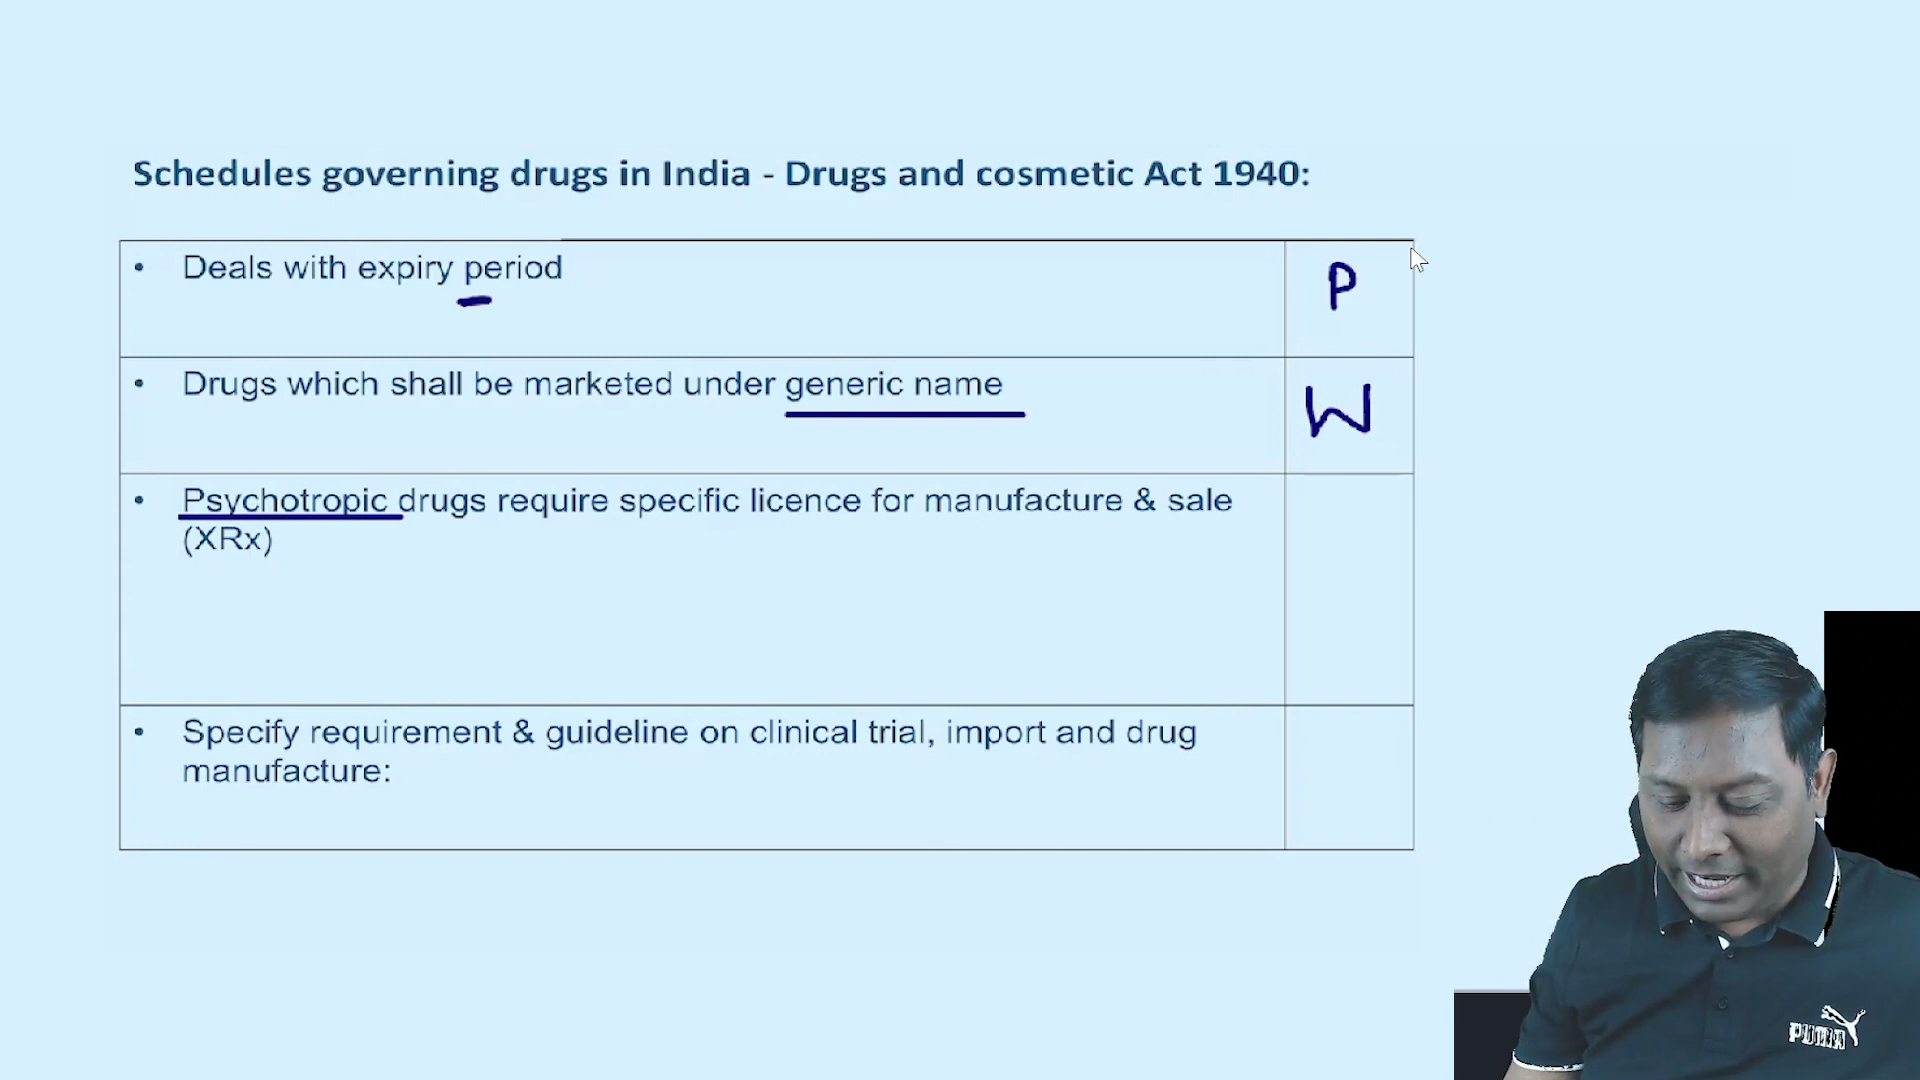 Schedules governing drugs in India - Drugs and cosmetic Act 1940:
• Deals with expiry period
P
• Drugs which shall be marketed under generic name
W
• Psychotropic drugs require specific licence for manufacture & sale
(XRx)
• Specify requirement & guideline on clinical trial, import and drug
manufacture:
PUMA